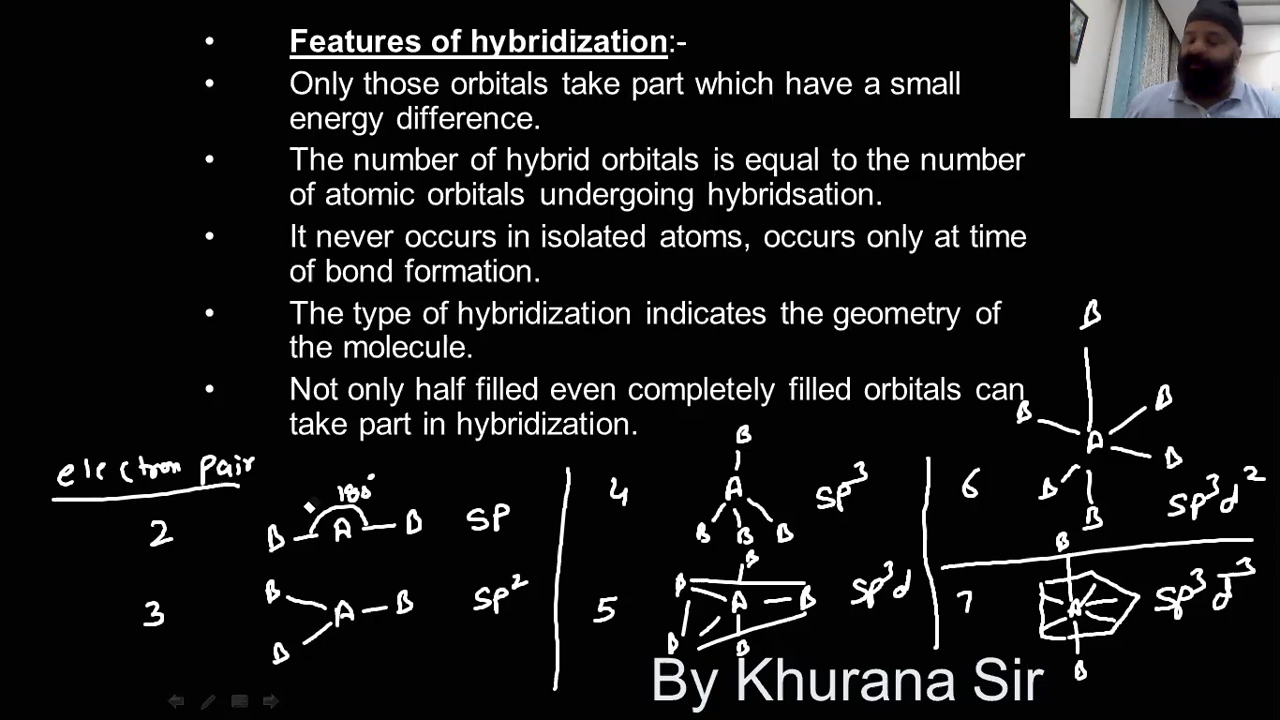 • Features of hybridization:-
• Only those orbitals take part which have a small
energy difference.
• The number of hybrid orbitals is equal to the number
of atomic orbitals undergoing hybridsation.
• It never occurs in isolated atoms, occurs only at time
of bond formation.
• The type of hybridization indicates the geometry of
the molecule.
• Not only half filled even completely filled orbitals can
take part in hybridization.
electron pair
2
180°
B A B
sp
3
B
A B
B
sp²
4
B
A
B B B
sp³
5
B
B A B
B B
sp³d
6
B
B B
A
B B
B
sp³d²
7
B
A
B
sp³d³
By Khurana Sir